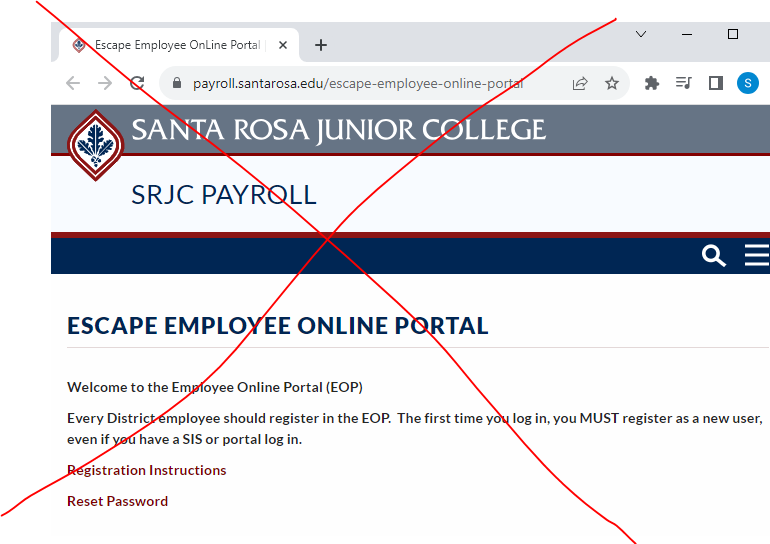 Escape Employee OnLine Portal
payroll.santarosa.edu/escape-employee-online-portal
S
SANTA ROSA JUNIOR COLLEGE
SRJC PAYROLL
ESCAPE EMPLOYEE ONLINE PORTAL
Welcome to the Employee Online Portal (EOP)
Every District employee should register in the EOP.  The first time you log in, you MUST register as a new user,
even if you have a SIS or portal log in.
Registration Instructions
Reset Password